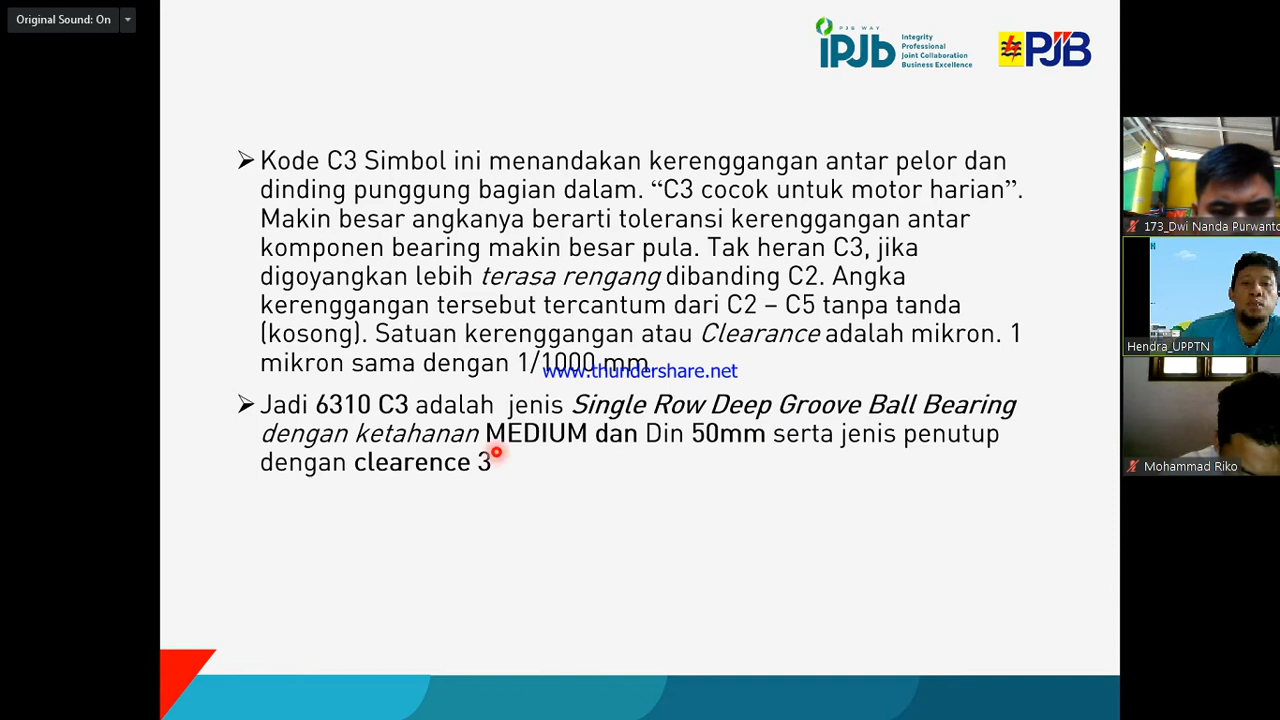 Original Sound: On
PJB WAY
iPJb
Integrity
Professional
Joint Collaboration
Business Excellence
PJB
➢ Kode C3 Simbol ini menandakan kerenggangan antar pelor dan
dinding punggung bagian dalam. “C3 cocok untuk motor harian”.
Makin besar angkanya berarti toleransi kerenggangan antar
komponen bearing makin besar pula. Tak heran C3, jika
digoyangkan lebih terasa rengang dibanding C2. Angka
kerenggangan tersebut tercantum dari C2 – C5 tanpa tanda
(kosong). Satuan kerenggangan atau Clearance adalah mikron. 1
mikron sama dengan 1/1000 mm.
www.thundershare.net
➢ Jadi 6310 C3 adalah jenis Single Row Deep Groove Ball Bearing
dengan ketahanan MEDIUM dan Din 50mm serta jenis penutup
dengan clearence 3
173_Dwi Nanda Purwanto
Hendra_UPPTN
Mohammad Riko